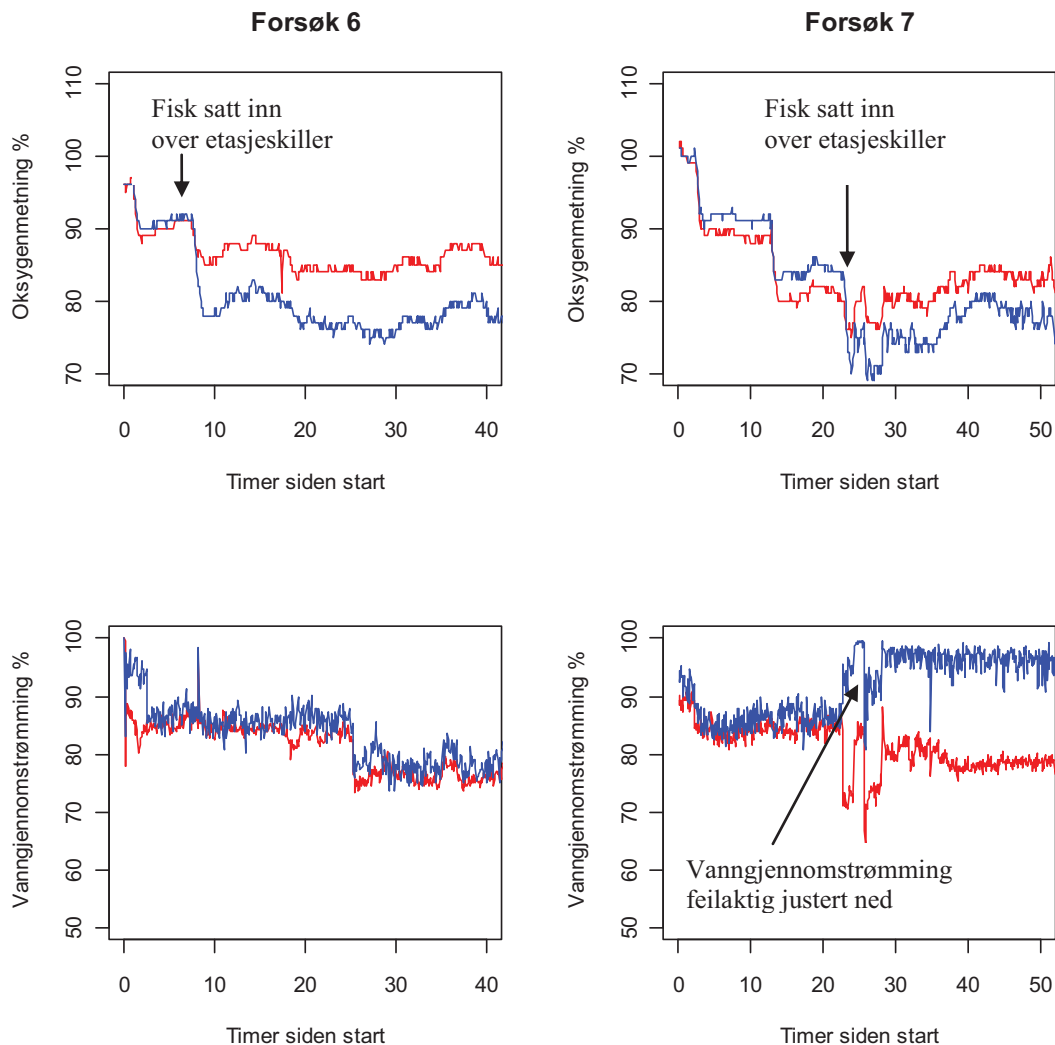 Forsøk 6
Oksygenmetning %
110
100
90
80
70
Fisk satt inn
over etasjeskiller
0 10 20 30 40
Timer siden start
Forsøk 7
Oksygenmetning %
110
100
90
80
70
Fisk satt inn
over etasjeskiller
0 10 20 30 40 50
Timer siden start
Vanngjennomstrømming %
100
90
80
70
60
50
0 10 20 30 40
Timer siden start
Vanngjennomstrømming %
100
90
80
70
60
50
Vanngjennomstrømming
feilaktig justert ned
0 10 20 30 40 50
Timer siden start